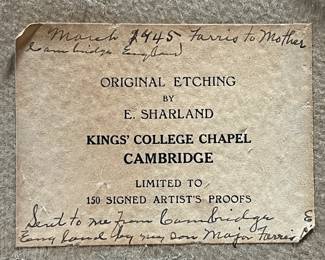 March 1945 Farris to Mother
Cambridge England
ORIGINAL ETCHING
BY
E. SHARLAND
KINGS' COLLEGE CHAPEL
CAMBRIDGE
LIMITED TO
150 SIGNED ARTIST'S PROOFS
Sent to me from Cambridge E
England by my son Major Farris